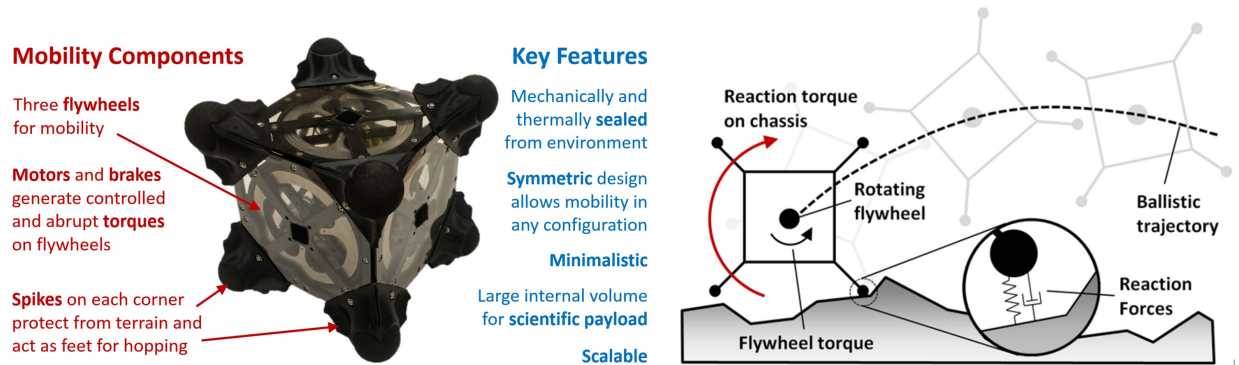 Mobility Components
Three flywheels
for mobility
Motors and brakes
generate controlled
and abrupt torques
on flywheels
Spikes on each corner
protect from terrain and
act as feet for hopping
Key Features
Mechanically and
thermally sealed
from environment
Symmetric design
allows mobility in
any configuration
Minimalistic
Large internal volume
for scientific payload
Scalable
Reaction torque
on chassis
Rotating
flywheel
Ballistic
trajectory
Reaction
Forces
Flywheel torque